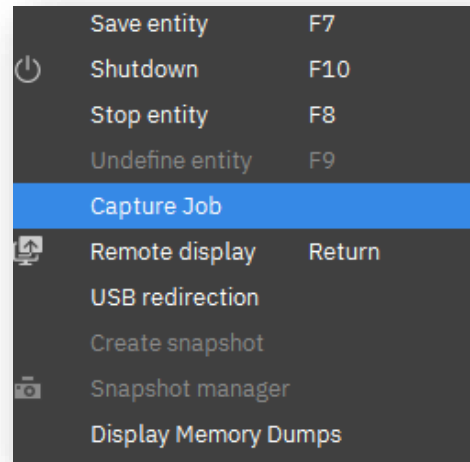 Save entity F7
Shutdown F10
Stop entity F8
Undefine entity F9
Capture Job
Remote display Return
USB redirection
Create snapshot
Snapshot manager
Display Memory Dumps